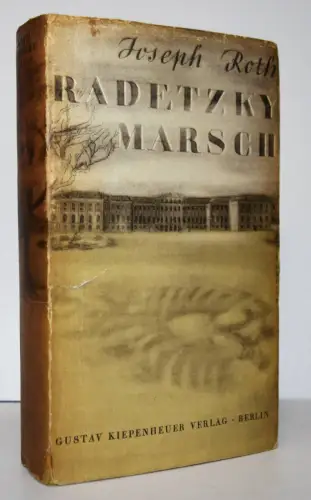 Joseph Roth
RADETZKY
MARSCH
GUSTAV KIEPENHEUER VERLAG · BERLIN